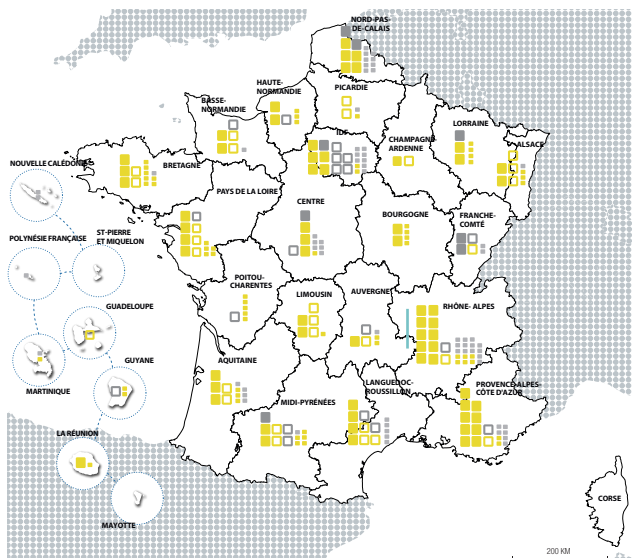 NORD-PAS-
DE-CALAIS
HAUTE-
NORMANDIE
PICARDIE
BASSE-
NORMANDIE
IDF
CHAMPAGNE
ARDENNE
LORRAINE
ALSACE
BRETAGNE
PAYS DE LA LOIRE
CENTRE
BOURGOGNE
FRANCHE-
COMTÉ
NOUVELLE CALÉDONIE
POLYNÉSIE FRANÇAISE
ST-PIERRE
ET MIQUELON
POITOU-
CHARENTES
LIMOUSIN
AUVERGNE
RHÔNE- ALPES
GUADELOUPE
GUYANE
MARTINIQUE
AQUITAINE
MIDI-PYRÉNÉES
LANGUEDOC-
ROUSSILLON
PROVENCE-ALPES-
CÔTE D'AZUR
LA RÉUNION
MAYOTTE
CORSE
200 KM